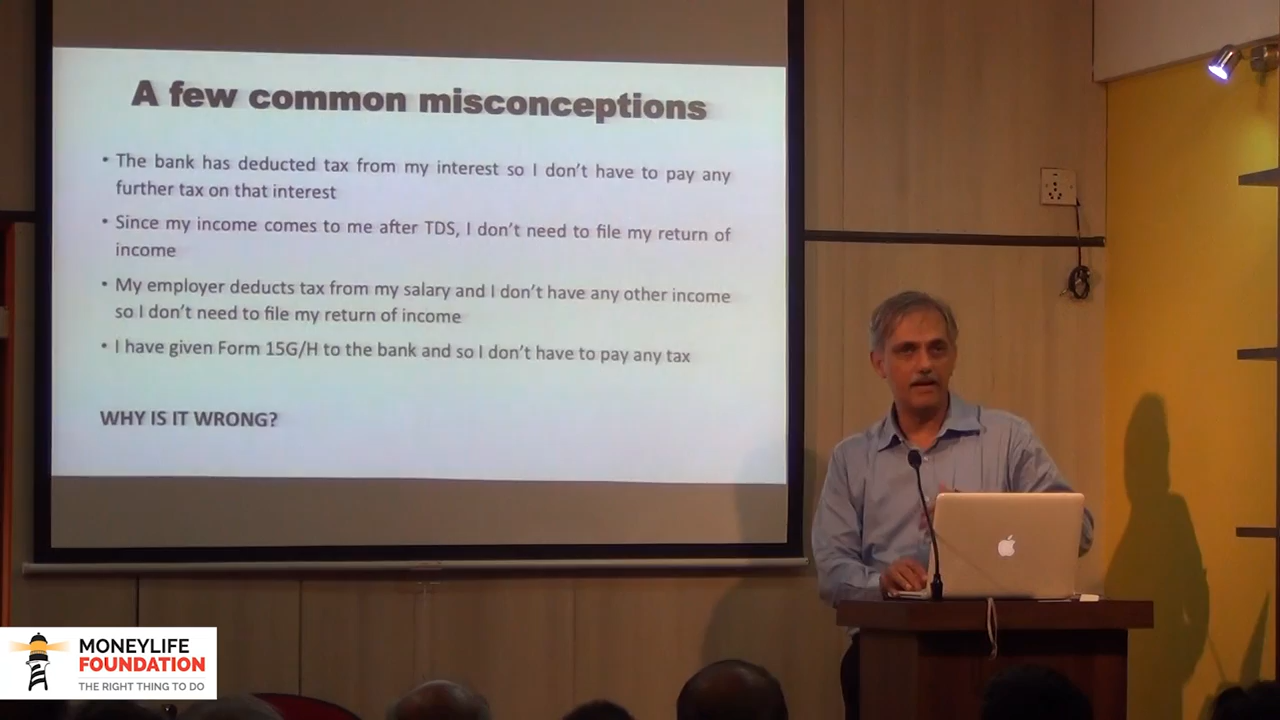 A few common misconceptions
• The bank has deducted tax from my interest so I don't have to pay any
further tax on that interest
• Since my income comes to me after TDS, I don't need to file my return of
income
• My employer deducts tax from my salary and I don't have any other income
so I don't need to file my return of income
• I have given Form 15G/H to the bank and so I don't have to pay any tax
WHY IS IT WRONG?
MONEYLIFE
FOUNDATION
THE RIGHT THING TO DO